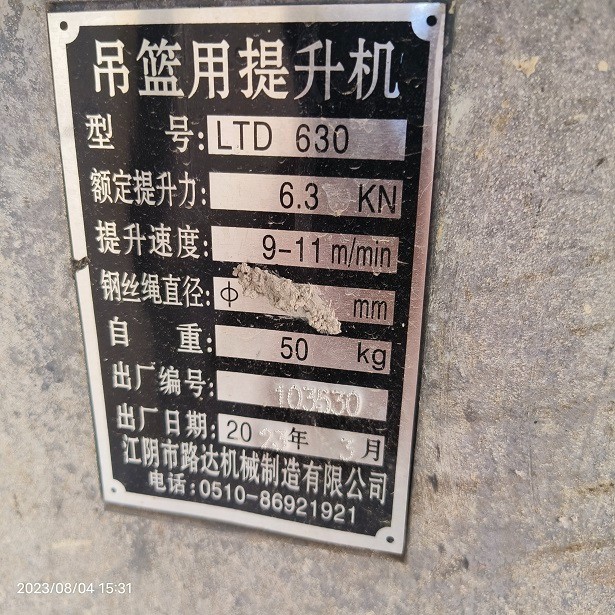 吊篮用提升机
型 号: LTD 630
额定提升力: 6.3 KN
提升速度: 9-11 m/min
钢丝绳直径: ф mm
自 重: 50 kg
出厂编号: 103630
出厂日期: 20 年 3 月
江阴市路达机械制造有限公司
电话: 0510-86921921
2023/08/04 15:31